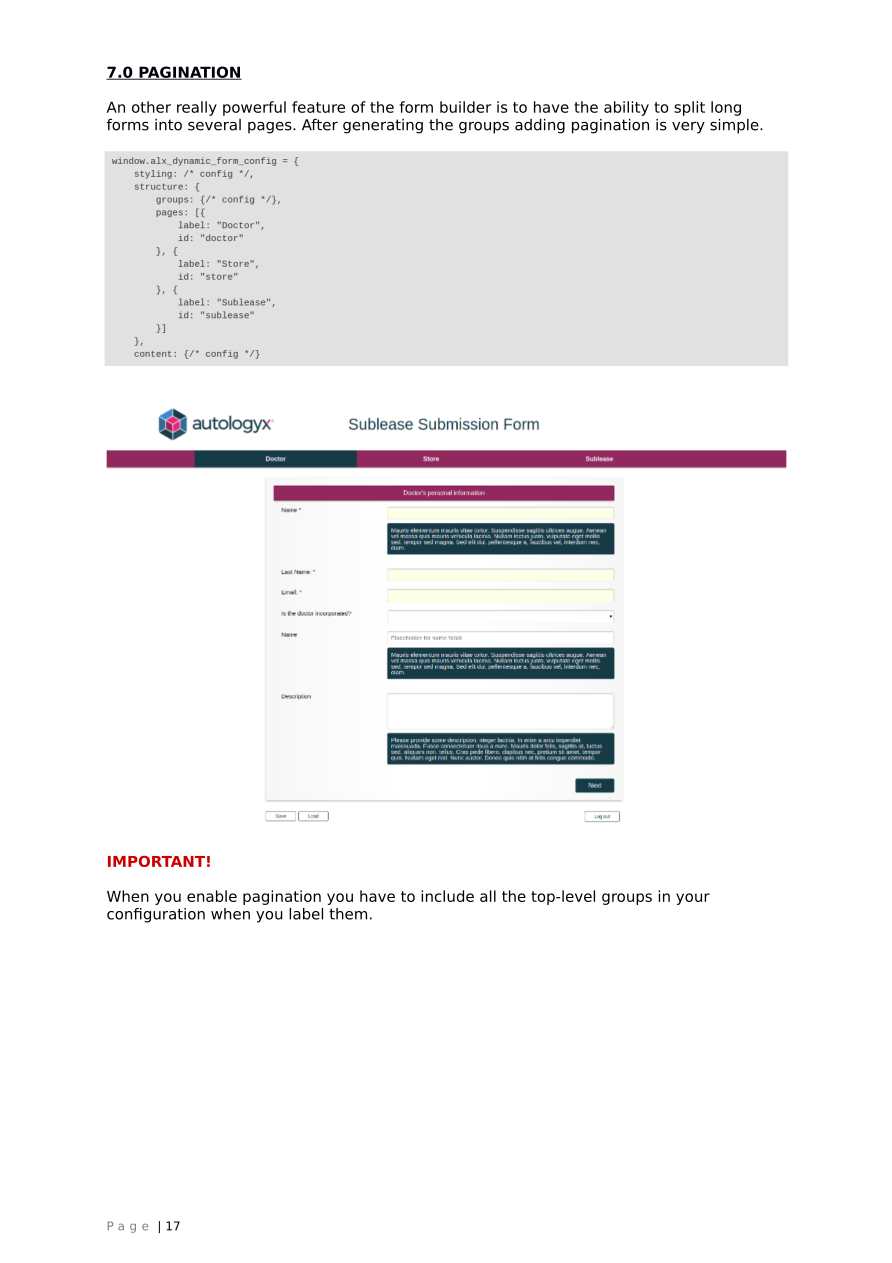 7.0 PAGINATION
An other really powerful feature of the form builder is to have the ability to split long
forms into several pages. After generating the groups adding pagination is very simple.
window.alx_dynamic_form_config = {
    styling: /* config */,
    structure: {
        groups: {/* config */},
        pages: [{
            label: "Doctor",
            id: "doctor"
        }, {
            label: "Store",
            id: "store"
        }, {
            label: "Sublease",
            id: "sublease"
        }]
    },
    content: {/* config */}
autologyx
Sublease Submission Form
Doctor Store Sublease
Doctor's personal information
Name *
Mauris elementum mauris vitae tortor. Suspendisse sagittis ultrices augue. Aenean
vel massa quis mauris vehicula lacinia. Nullam lectus justo, vulputate eget mollis
sed, tempor sed magna. Sed elit dui, pellentesque a, faucibus vel, interdum nec,
diam.
Last Name: *
Email: *
Is the doctor incorporated?
Name
Placeholder for name fields
Mauris elementum mauris vitae tortor. Suspendisse sagittis ultrices augue. Aenean
vel massa quis mauris vehicula lacinia. Nullam lectus justo, vulputate eget mollis
sed, tempor sed magna. Sed elit dui, pellentesque a, faucibus vel, interdum nec,
diam.
Description
Please provide some description. Integer lacinia. In enim a arcu imperdiet
malesuada. Fusce consectetuer risus a nunc. Mauris dolor felis, sagittis at, luctus
sed, aliquam non, tellus. Cras pede libero, dapibus nec, pretium sit amet, tempor
quis. Nullam eget nisl. Nunc auctor. Donec quis nibh at felis congue commodo.
Next
Save Load Log out
IMPORTANT!
When you enable pagination you have to include all the top-level groups in your
configuration when you label them.
Page | 17